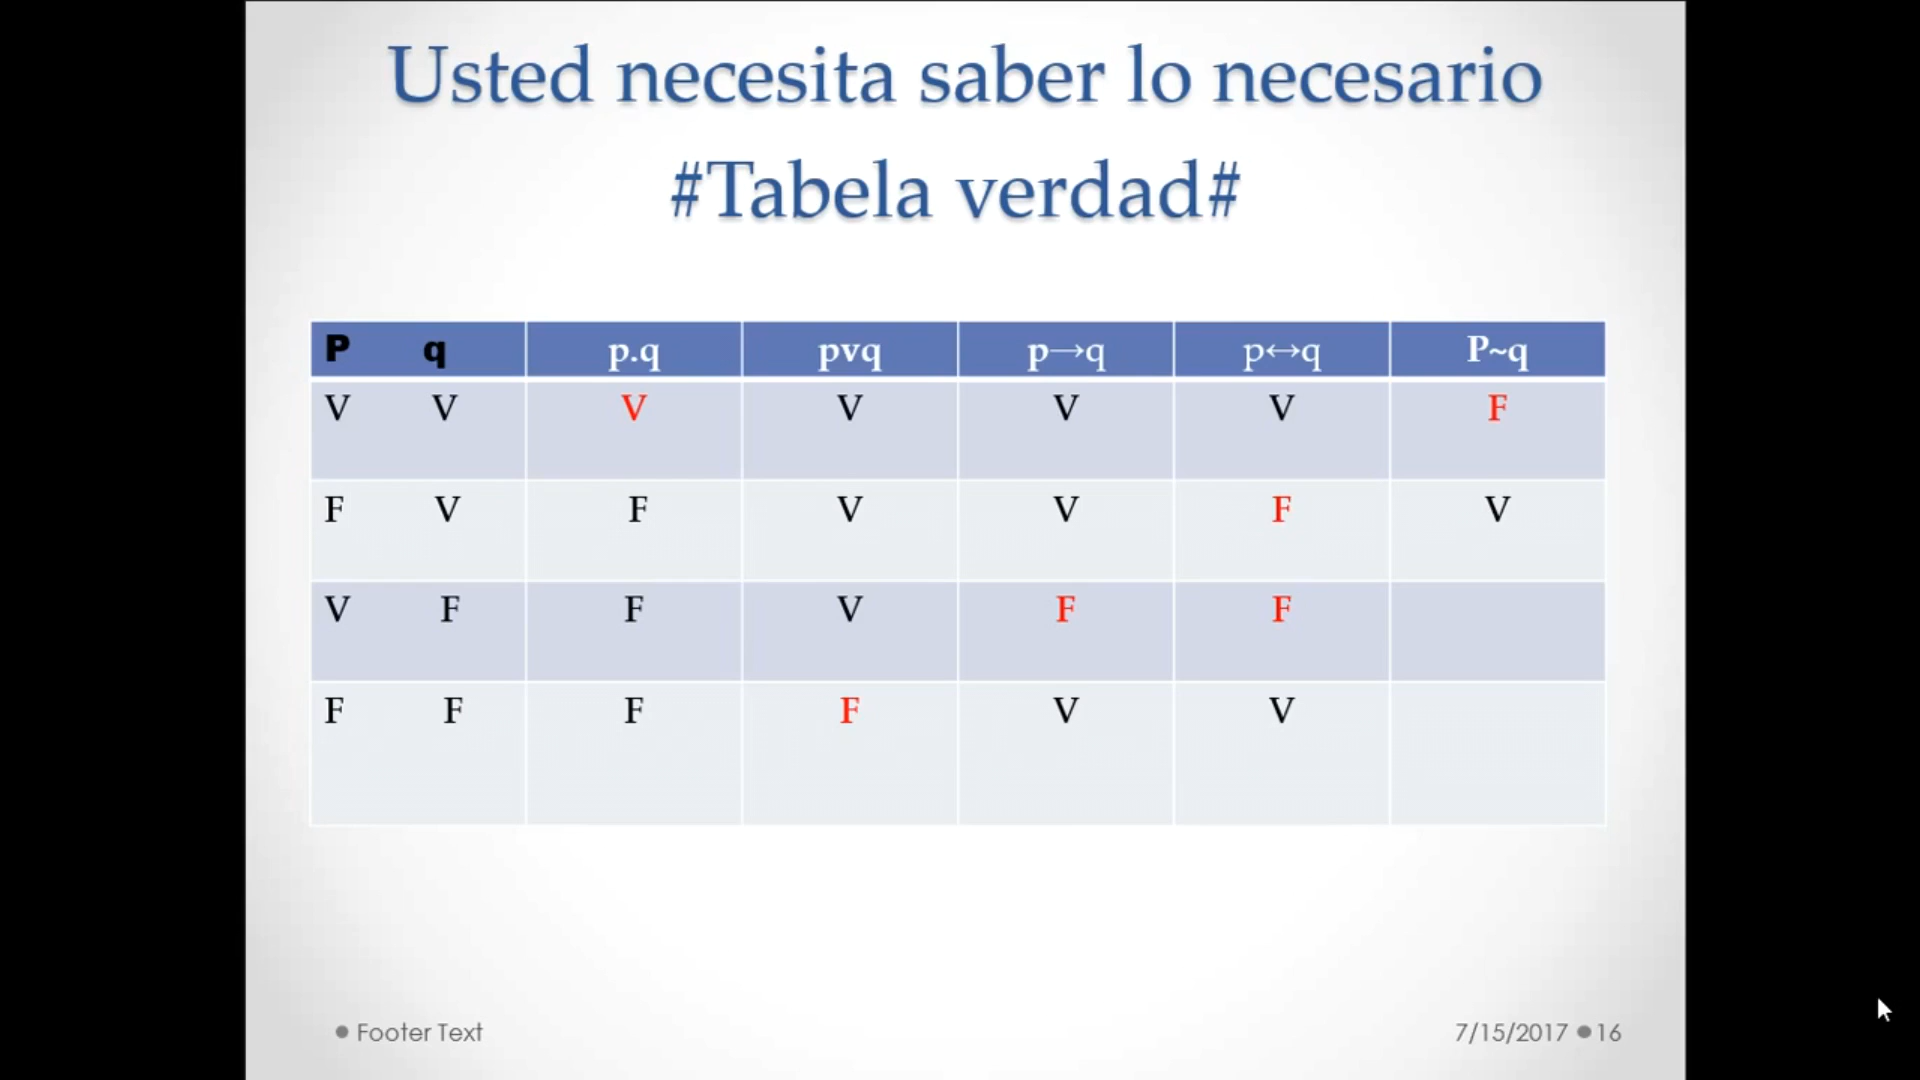 Usted necesita saber lo necesario
#Tabela verdad#
P q p.q pvq p→q p↔q P~q
V V V V V V F
F V F V V F V
V F F V F F
F F F F V V
Footer Text 7/15/2017 16